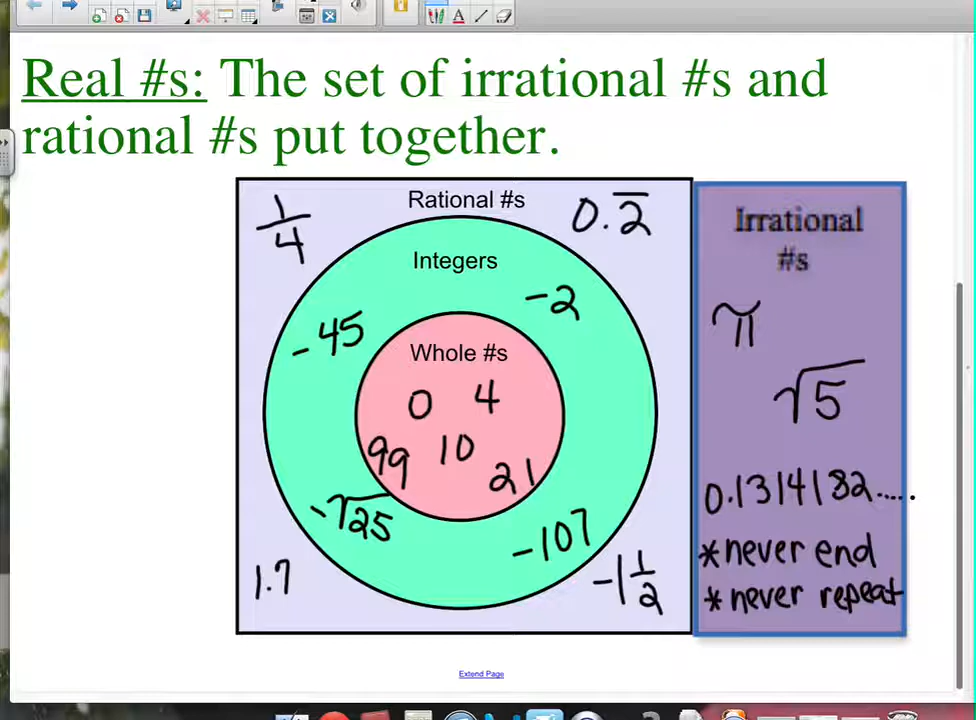 Real #s: The set of irrational #s and
rational #s put together.
Rational #s
1/4
0.2̅
Integers
-45
-2
Whole #s
0 4
99 10 21
-√25
-107
1.7
-1 1/2
Irrational
#s
π
√5
0.1314182.....
*never end
*never repeat
Extend Page